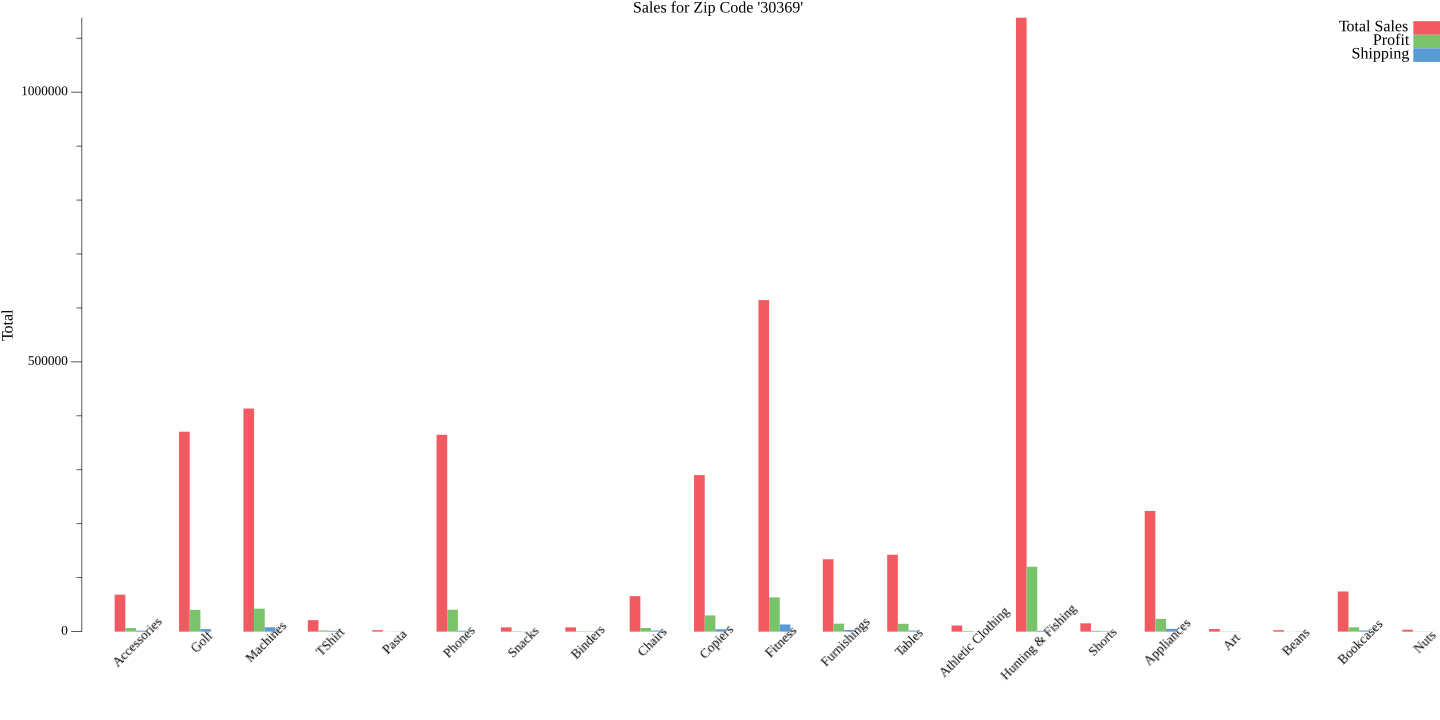 Sales for Zip Code '30369'
Total Sales
Profit
Shipping
Total
1000000
500000
0
Accessories
Golf
Machines
TShirt
Pasta
Phones
Snacks
Binders
Chairs
Copiers
Fitness
Furnishings
Tables
Athletic Clothing
Hunting & Fishing
Shorts
Appliances
Art
Beans
Bookcases
Nuts